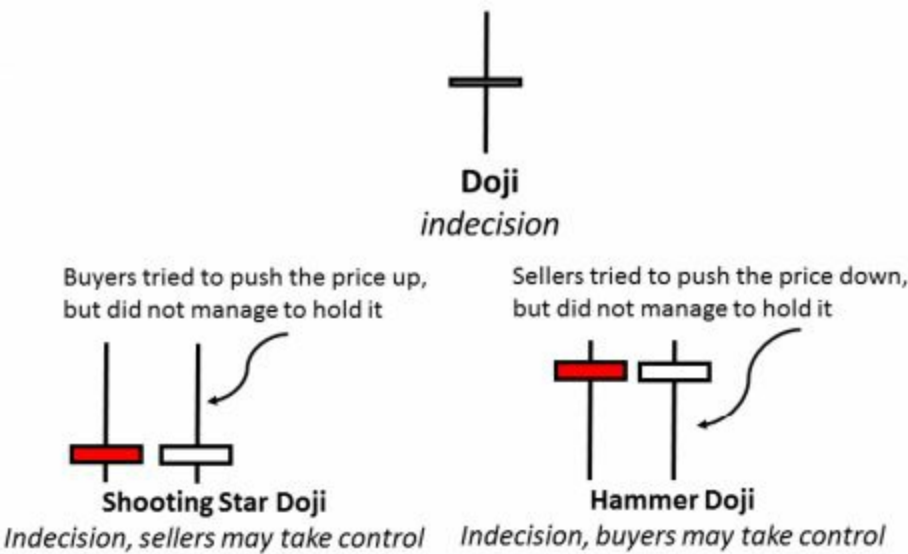 Doji
indecision
Buyers tried to push the price up,
but did not manage to hold it
Sellers tried to push the price down,
but did not manage to hold it
Shooting Star Doji
Indecision, sellers may take control
Hammer Doji
Indecision, buyers may take control